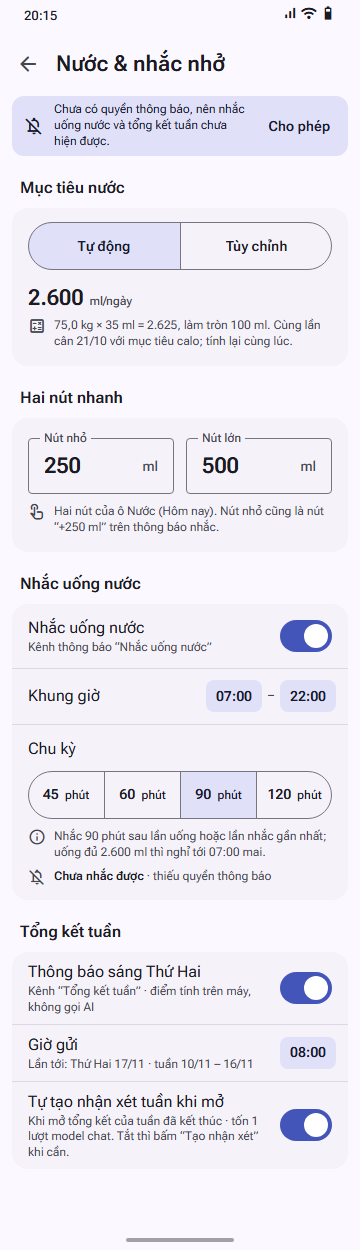 20:15
Nước & nhắc nhở
Chưa có quyền thông báo, nên nhắc
uống nước và tổng kết tuần chưa
hiện được.
Cho phép
Mục tiêu nước
Tự động
Tùy chỉnh
2.600 ml/ngày
75,0 kg × 35 ml = 2.625, làm tròn 100 ml. Cùng lần
cân 21/10 với mục tiêu calo; tính lại cùng lúc.
Hai nút nhanh
Nút nhỏ
250 ml
Nút lớn
500 ml
Hai nút của ô Nước (Hôm nay). Nút nhỏ cũng là nút
“+250 ml” trên thông báo nhắc.
Nhắc uống nước
Nhắc uống nước
Kênh thông báo “Nhắc uống nước”
Khung giờ
07:00 – 22:00
Chu kỳ
45 phút
60 phút
90 phút
120 phút
Nhắc 90 phút sau lần uống hoặc lần nhắc gần nhất;
uống đủ 2.600 ml thì nghỉ tới 07:00 mai.
Chưa nhắc được · thiếu quyền thông báo
Tổng kết tuần
Thông báo sáng Thứ Hai
Kênh “Tổng kết tuần” · điểm tính trên máy,
không gọi AI
Giờ gửi
Lần tới: Thứ Hai 17/11 · tuần 10/11 – 16/11
08:00
Tự tạo nhận xét tuần khi mở
Khi mở tổng kết của tuần đã kết thúc · tốn 1
lượt model chat. Tắt thì bấm “Tạo nhận xét”
khi cần.